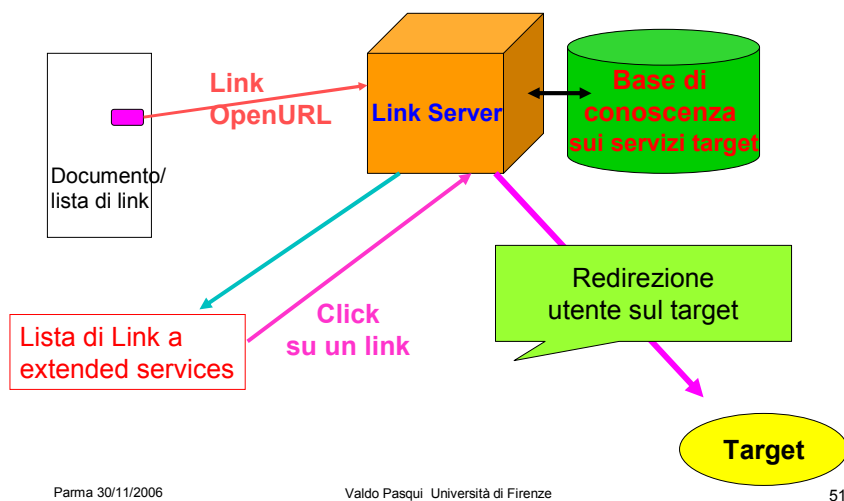 Link
OpenURL
Link Server
Base di
conoscenza
sui servizi target
Documento/
lista di link
Redirezione
utente sul target
Click
su un link
Lista di Link a
extended services
Target
Parma 30/11/2006
Valdo Pasqui Università di Firenze
51